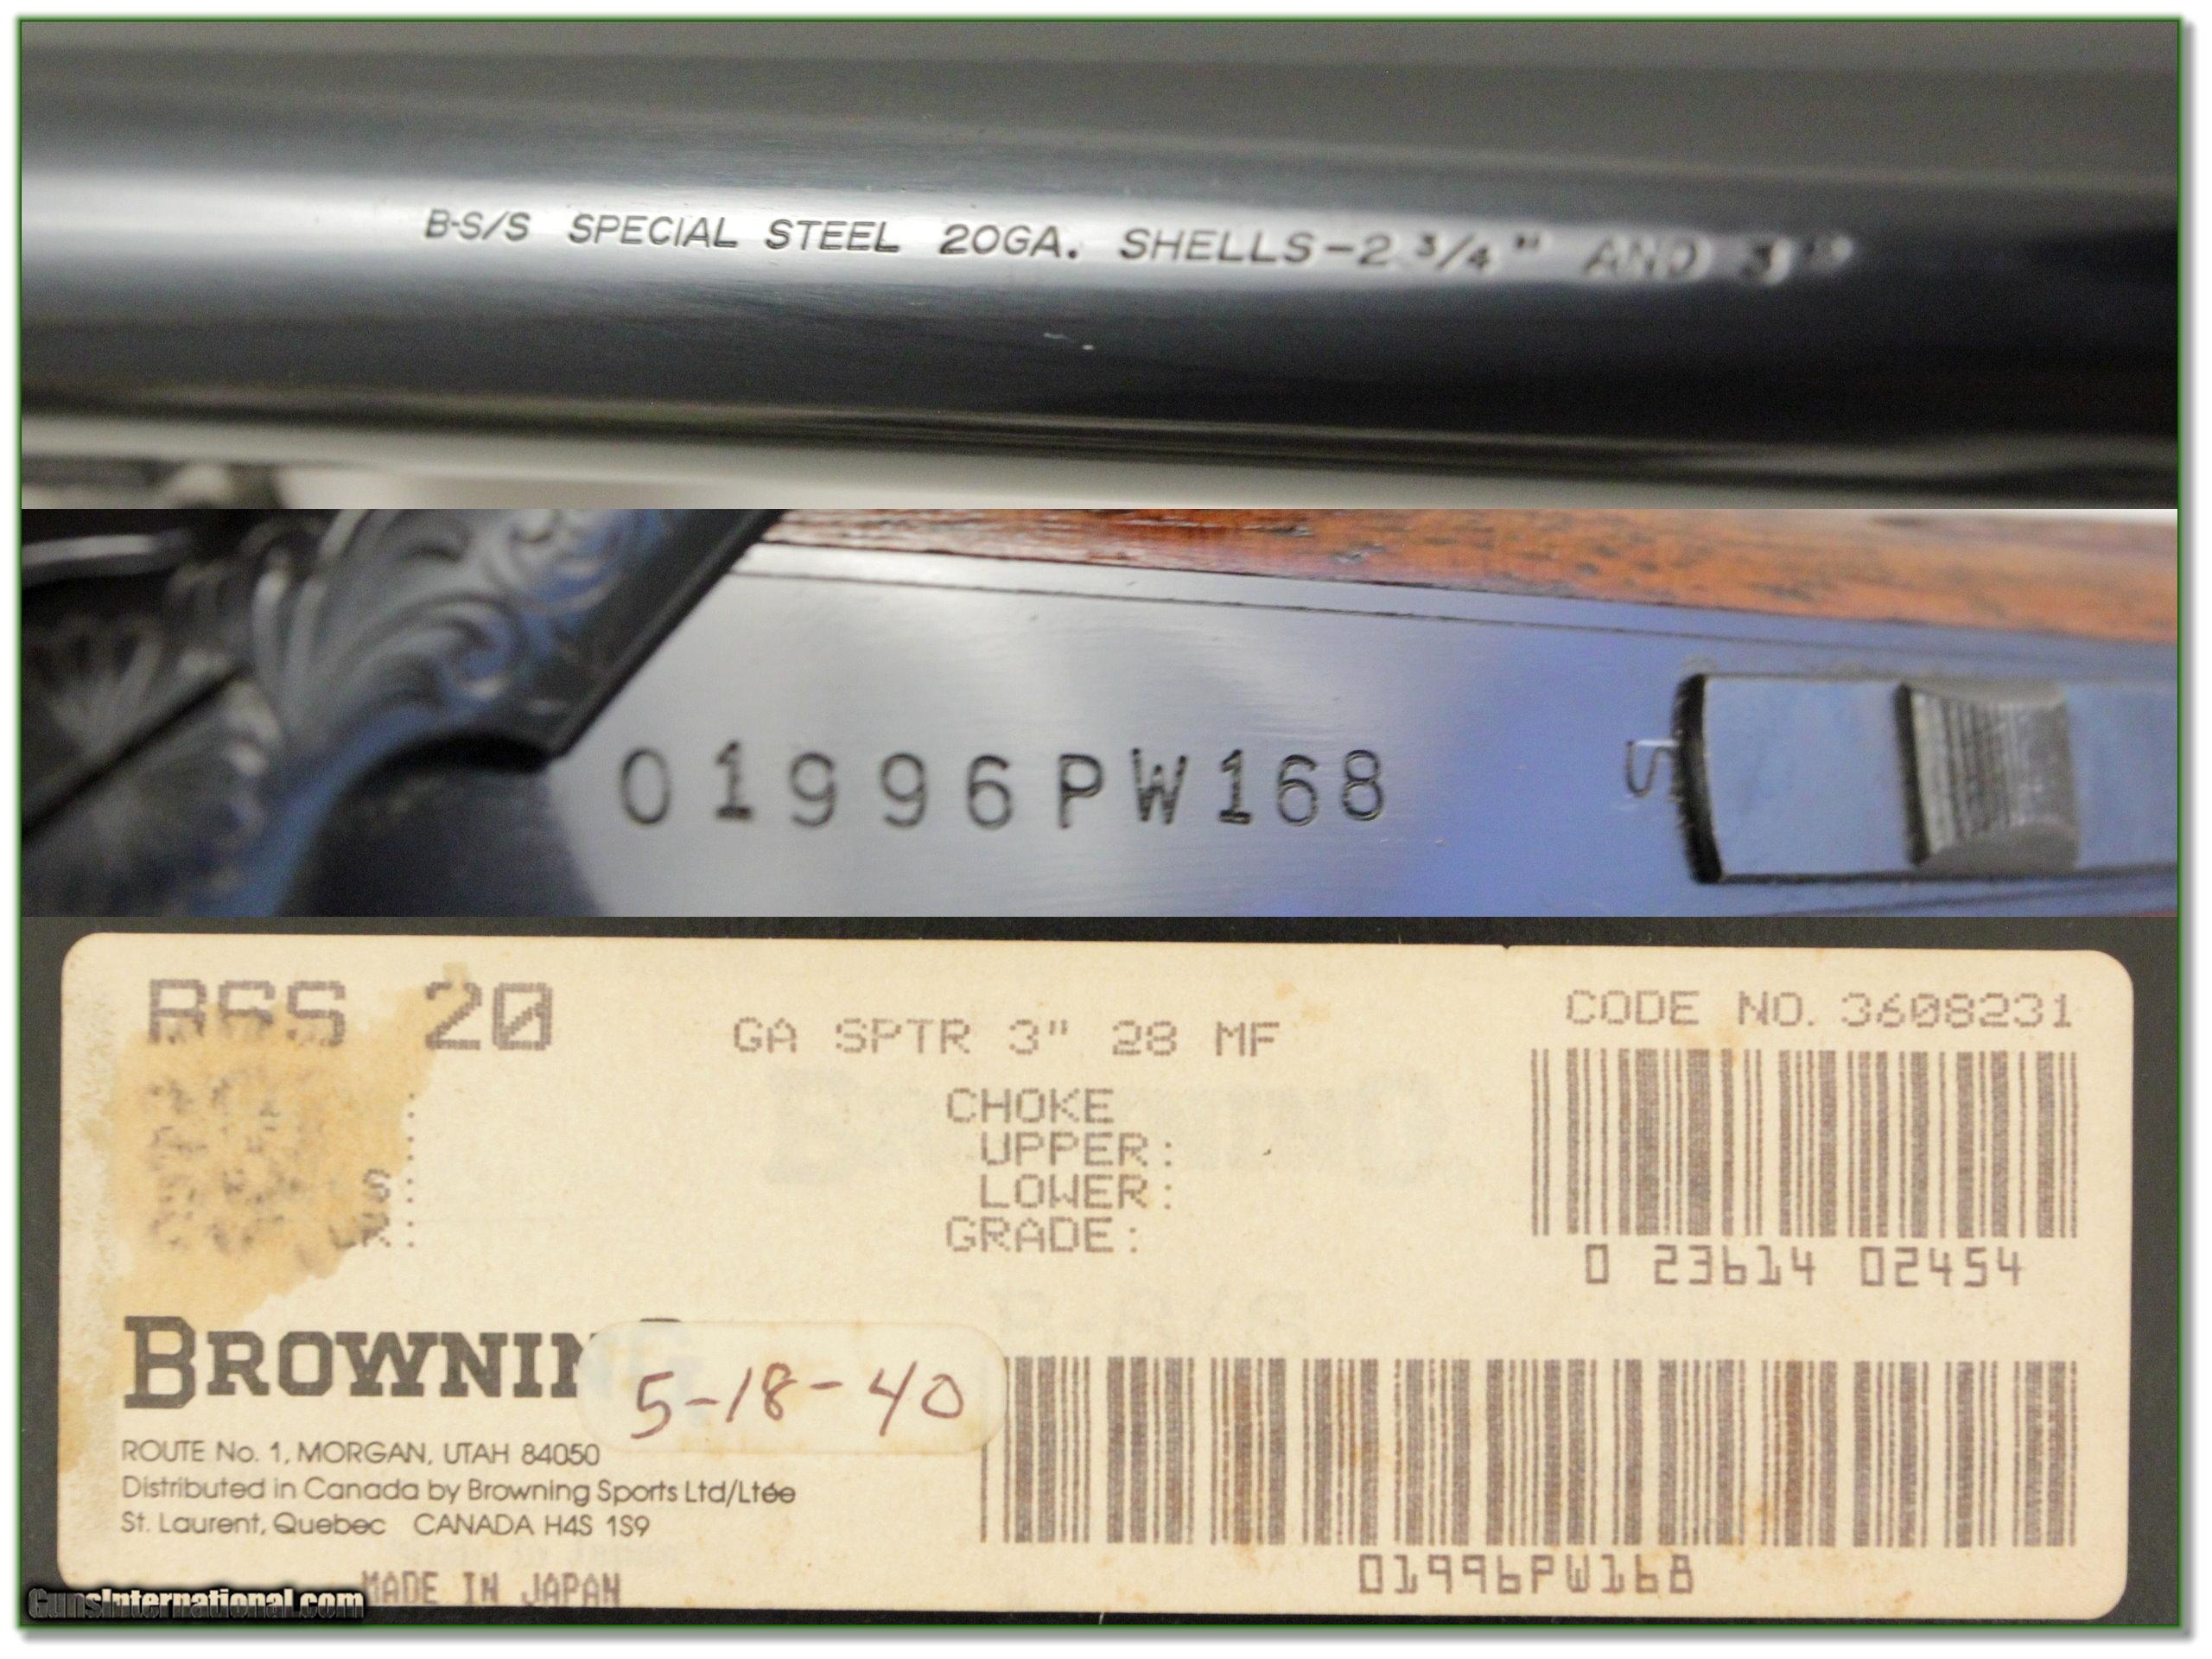 B-S/S SPECIAL STEEL 20GA. SHELLS-2 3/4" AND 3"
01996PW168
S
BSS 20
GA SPTR 3" 28 MF
CODE NO. 3608231
CHOKE
UPPER:
LOWER:
GRADE:
S:
0 23614 02454
BROWNING
5-18-40
ROUTE No. 1, MORGAN, UTAH 84050
Distributed in Canada by Browning Sports Ltd/Ltée
St. Laurent, Quebec CANADA H4S 1S9
MADE IN JAPAN
01996PW168
GunsInternational.com